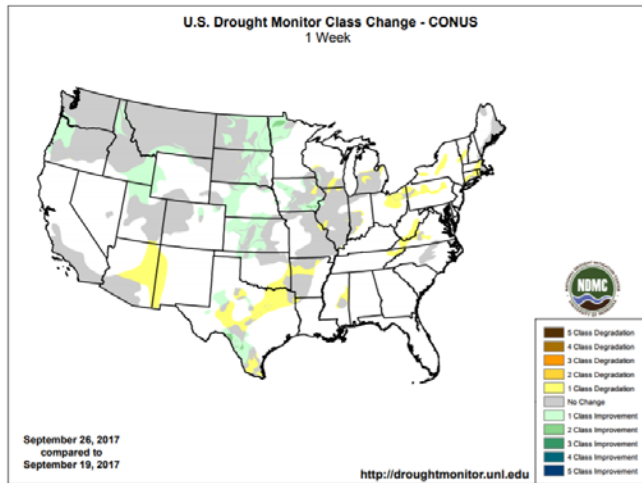 U.S. Drought Monitor Class Change - CONUS
1 Week
NDMC
5 Class Degradation
4 Class Degradation
3 Class Degradation
2 Class Degradation
1 Class Degradation
No Change
1 Class Improvement
2 Class Improvement
3 Class Improvement
4 Class Improvement
5 Class Improvement
September 26, 2017
compared to
September 19, 2017
http://droughtmonitor.unl.edu